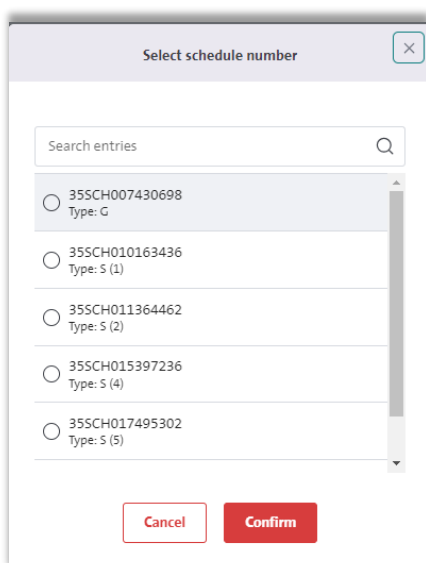 Select schedule number
Search entries
35SCH007430698
Type: G
35SCH010163436
Type: S (1)
35SCH011364462
Type: S (2)
35SCH015397236
Type: S (4)
35SCH017495302
Type: S (5)
Cancel
Confirm